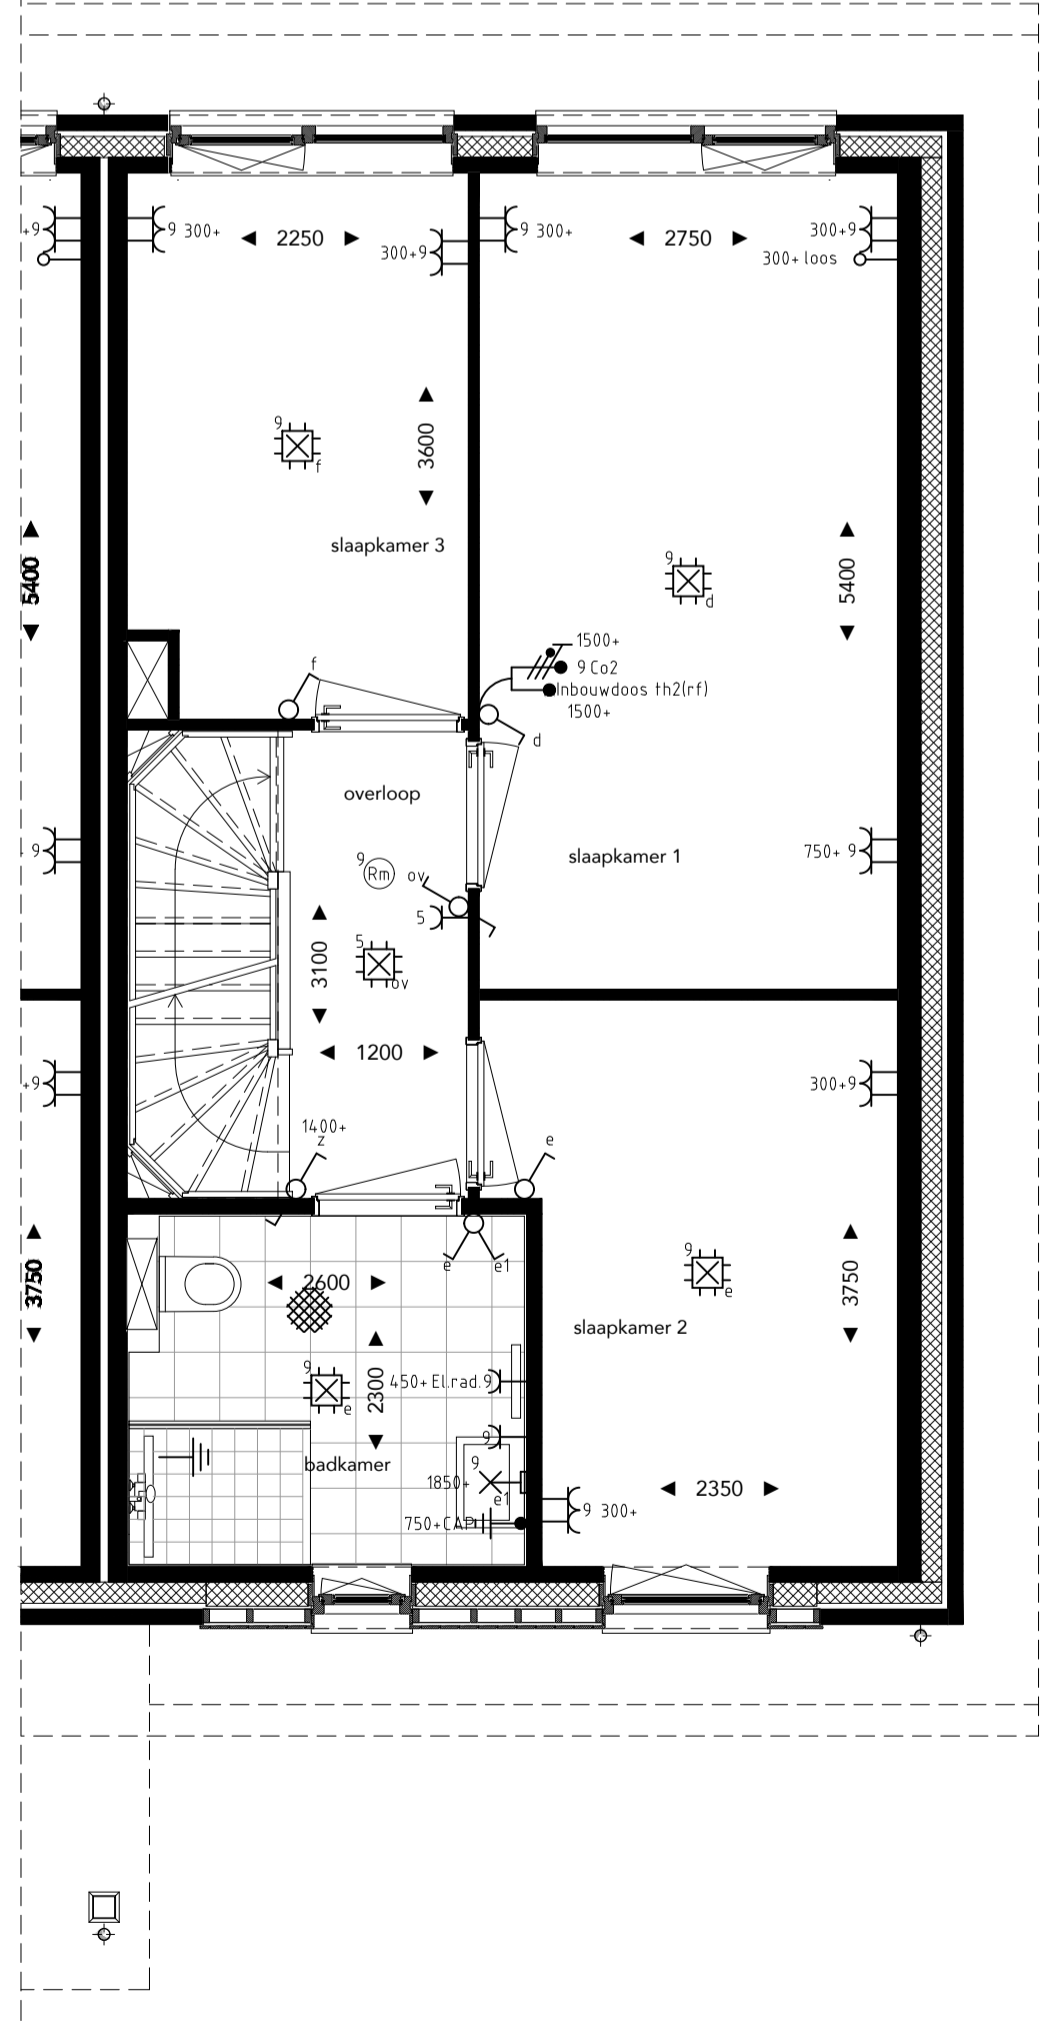 +9
9 300+
2250
300+9
9 300+
2750
300+9
300+ loos
9
f
3600
slaapkamer 3
5400
9
d
5400
f
1500+
9 Co2
Inbouwdoos th2(rf)
1500+
d
overloop
slaapkamer 1
9
750+ 9
9
Rm
ov
5
5
ov
3100
1200
+9
300+9
1400+
z
e
e
e1
3750
2600
9
e
3750
slaapkamer 2
9
e
2300
450+El.rad.9
9
badkamer
9
1850+
e1
750+CAP
2350
9 300+